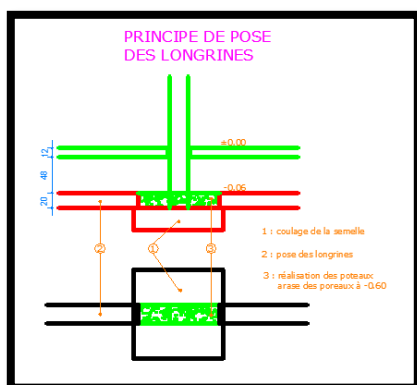 PRINCIPE DE POSE
DES LONGRINES
±0.00
12
48
-0.06
20
1 : coulage de la semelle
2
1
3
2 : pose des longrines
3 : réalisation des poteaux
arase des poreaux à -0.60